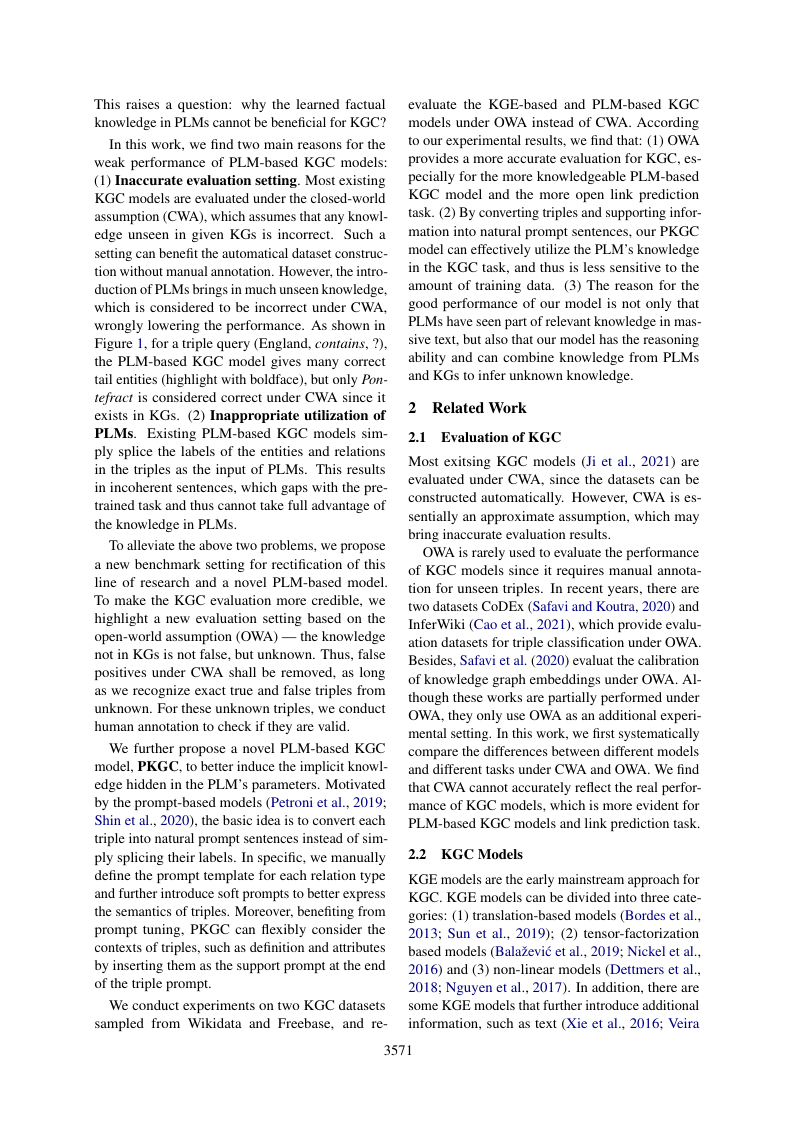 This raises a question: why the learned factual
knowledge in PLMs cannot be beneficial for KGC?
In this work, we find two main reasons for the
weak performance of PLM-based KGC models:
(1) Inaccurate evaluation setting. Most existing
KGC models are evaluated under the closed-world
assumption (CWA), which assumes that any knowl-
edge unseen in given KGs is incorrect. Such a
setting can benefit the automatical dataset construc-
tion without manual annotation. However, the intro-
duction of PLMs brings in much unseen knowledge,
which is considered to be incorrect under CWA,
wrongly lowering the performance. As shown in
Figure 1, for a triple query (England, contains, ?),
the PLM-based KGC model gives many correct
tail entities (highlight with boldface), but only Pon-
tefract is considered correct under CWA since it
exists in KGs. (2) Inappropriate utilization of
PLMs. Existing PLM-based KGC models sim-
ply splice the labels of the entities and relations
in the triples as the input of PLMs. This results
in incoherent sentences, which gaps with the pre-
trained task and thus cannot take full advantage of
the knowledge in PLMs.
To alleviate the above two problems, we propose
a new benchmark setting for rectification of this
line of research and a novel PLM-based model.
To make the KGC evaluation more credible, we
highlight a new evaluation setting based on the
open-world assumption (OWA) — the knowledge
not in KGs is not false, but unknown. Thus, false
positives under CWA shall be removed, as long
as we recognize exact true and false triples from
unknown. For these unknown triples, we conduct
human annotation to check if they are valid.
We further propose a novel PLM-based KGC
model, PKGC, to better induce the implicit knowl-
edge hidden in the PLM's parameters. Motivated
by the prompt-based models (Petroni et al., 2019;
Shin et al., 2020), the basic idea is to convert each
triple into natural prompt sentences instead of sim-
ply splicing their labels. In specific, we manually
define the prompt template for each relation type
and further introduce soft prompts to better express
the semantics of triples. Moreover, benefiting from
prompt tuning, PKGC can flexibly consider the
contexts of triples, such as definition and attributes
by inserting them as the support prompt at the end
of the triple prompt.
We conduct experiments on two KGC datasets
sampled from Wikidata and Freebase, and re-
evaluate the KGE-based and PLM-based KGC
models under OWA instead of CWA. According
to our experimental results, we find that: (1) OWA
provides a more accurate evaluation for KGC, es-
pecially for the more knowledgeable PLM-based
KGC model and the more open link prediction
task. (2) By converting triples and supporting infor-
mation into natural prompt sentences, our PKGC
model can effectively utilize the PLM's knowledge
in the KGC task, and thus is less sensitive to the
amount of training data. (3) The reason for the
good performance of our model is not only that
PLMs have seen part of relevant knowledge in mas-
sive text, but also that our model has the reasoning
ability and can combine knowledge from PLMs
and KGs to infer unknown knowledge.
2 Related Work
2.1 Evaluation of KGC
Most exitsing KGC models (Ji et al., 2021) are
evaluated under CWA, since the datasets can be
constructed automatically. However, CWA is es-
sentially an approximate assumption, which may
bring inaccurate evaluation results.
OWA is rarely used to evaluate the performance
of KGC models since it requires manual annota-
tion for unseen triples. In recent years, there are
two datasets CoDEx (Safavi and Koutra, 2020) and
InferWiki (Cao et al., 2021), which provide evalu-
ation datasets for triple classification under OWA.
Besides, Safavi et al. (2020) evaluat the calibration
of knowledge graph embeddings under OWA. Al-
though these works are partially performed under
OWA, they only use OWA as an additional experi-
mental setting. In this work, we first systematically
compare the differences between different models
and different tasks under CWA and OWA. We find
that CWA cannot accurately reflect the real perfor-
mance of KGC models, which is more evident for
PLM-based KGC models and link prediction task.
2.2 KGC Models
KGE models are the early mainstream approach for
KGC. KGE models can be divided into three cate-
gories: (1) translation-based models (Bordes et al.,
2013; Sun et al., 2019); (2) tensor-factorization
based models (Balažević et al., 2019; Nickel et al.,
2016) and (3) non-linear models (Dettmers et al.,
2018; Nguyen et al., 2017). In addition, there are
some KGE models that further introduce additional
information, such as text (Xie et al., 2016; Veira
3571